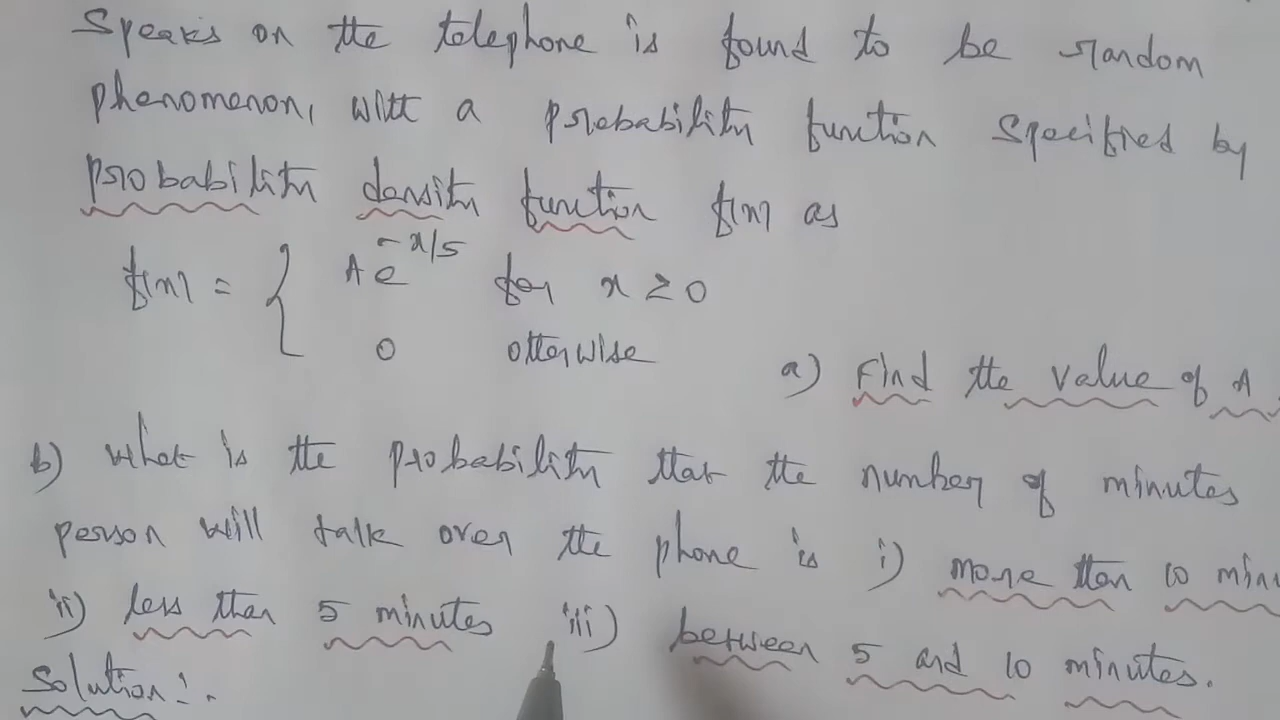 Speaks on the telephone is found to be random
phenomenon, with a probability function specified by
probability density function f(x) as
f(x) = { A e^{-x/5} for x ≥ 0
0 otherwise
a) Find the value of A.
b) what is the probability that the number of minutes
person will talk over the phone is i) more than 10 mins
ii) less than 5 minutes iii) between 5 and 10 minutes.
Solution:-